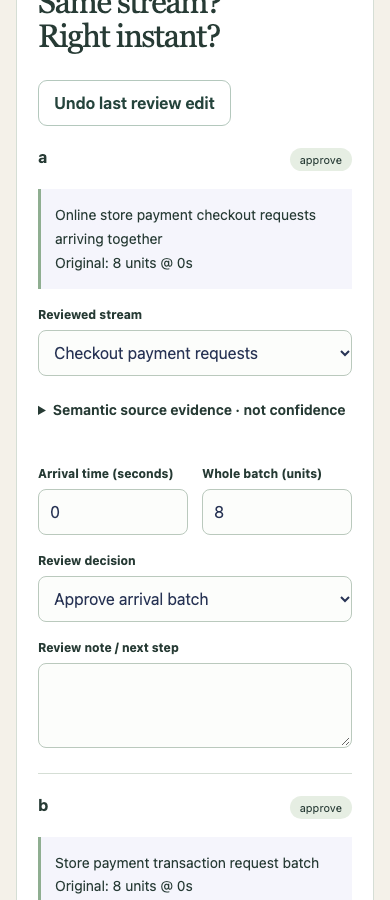 Same stream?
Right instant?
Undo last review edit
a
approve
Online store payment checkout requests
arriving together
Original: 8 units @ 0s
Reviewed stream
Checkout payment requests
Semantic source evidence · not confidence
Arrival time (seconds)
Whole batch (units)
0
8
Review decision
Approve arrival batch
Review note / next step
b
approve
Store payment transaction request batch
Original: 8 units @ 0s